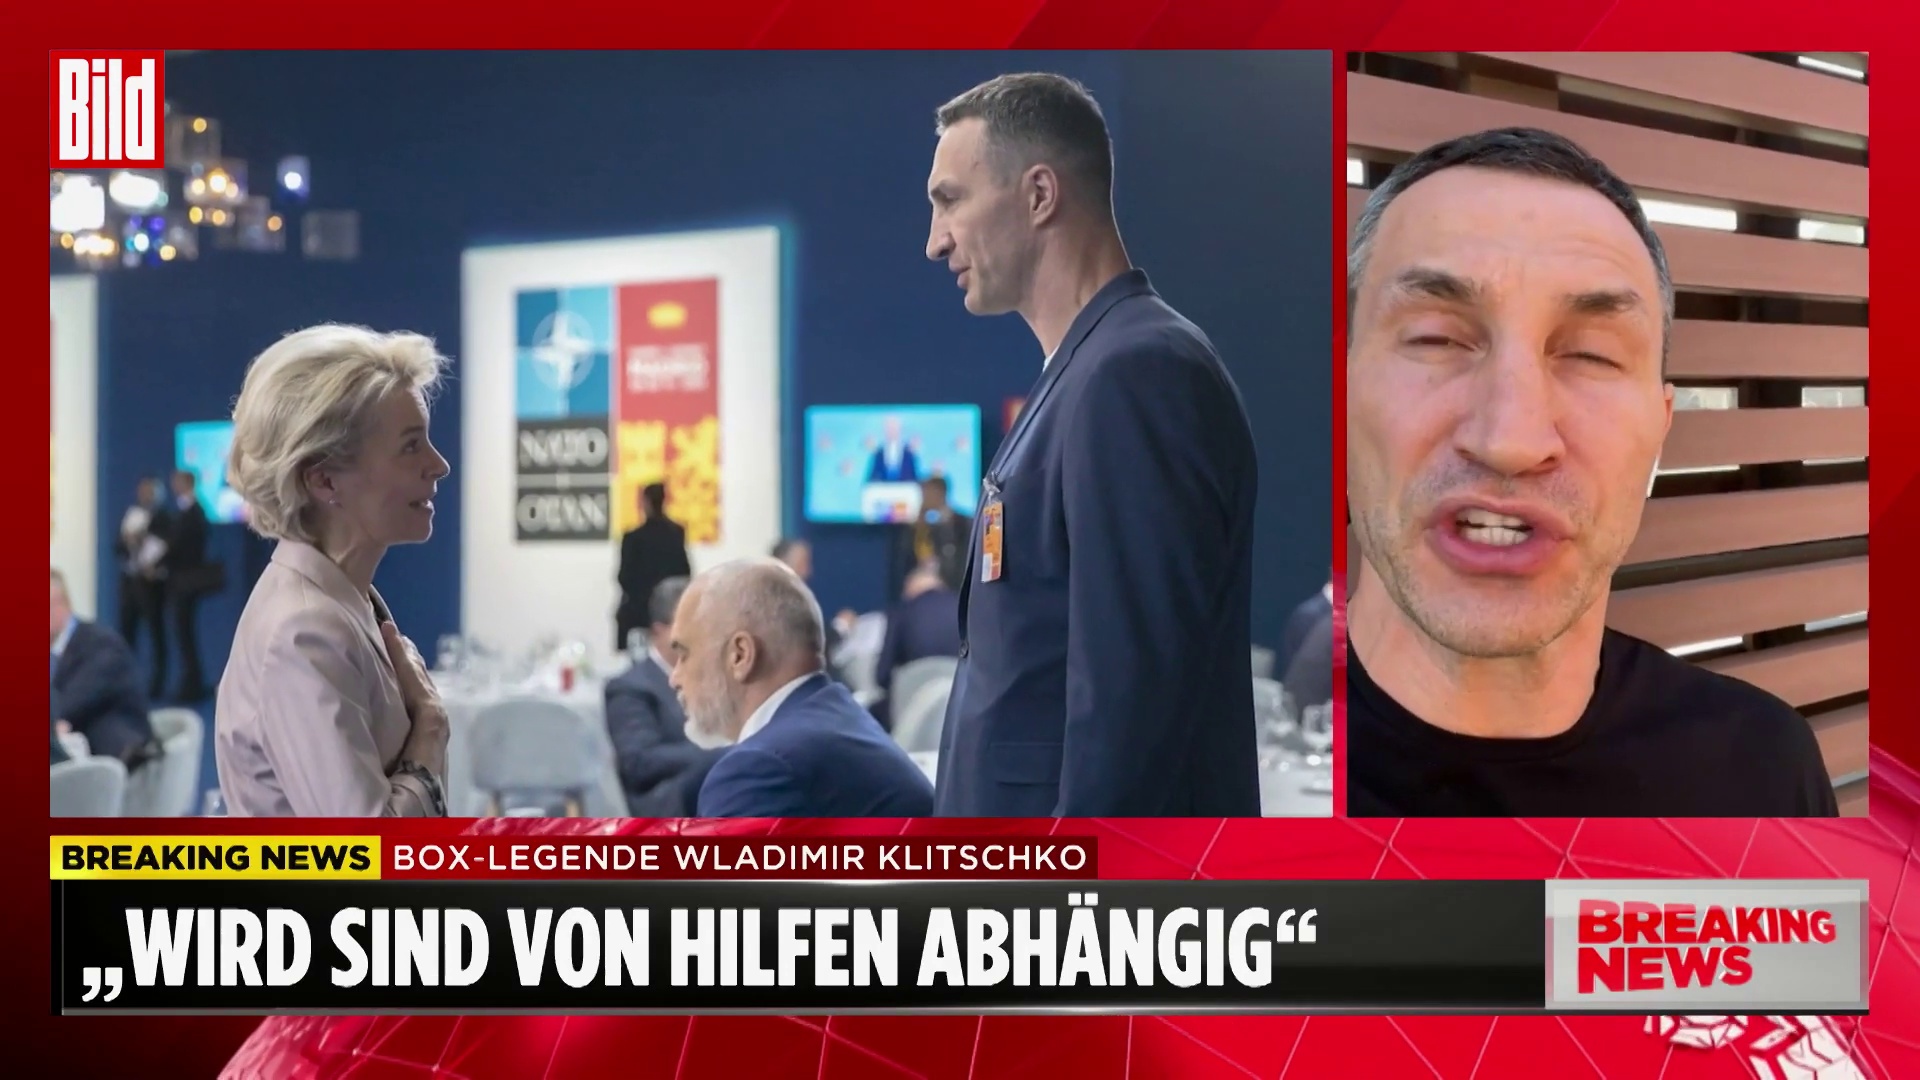 Bild
NATO
OTAN
BREAKING NEWS BOX-LEGENDE WLADIMIR KLITSCHKO
„WIRD SIND VON HILFEN ABHÄNGIG“
BREAKING
NEWS